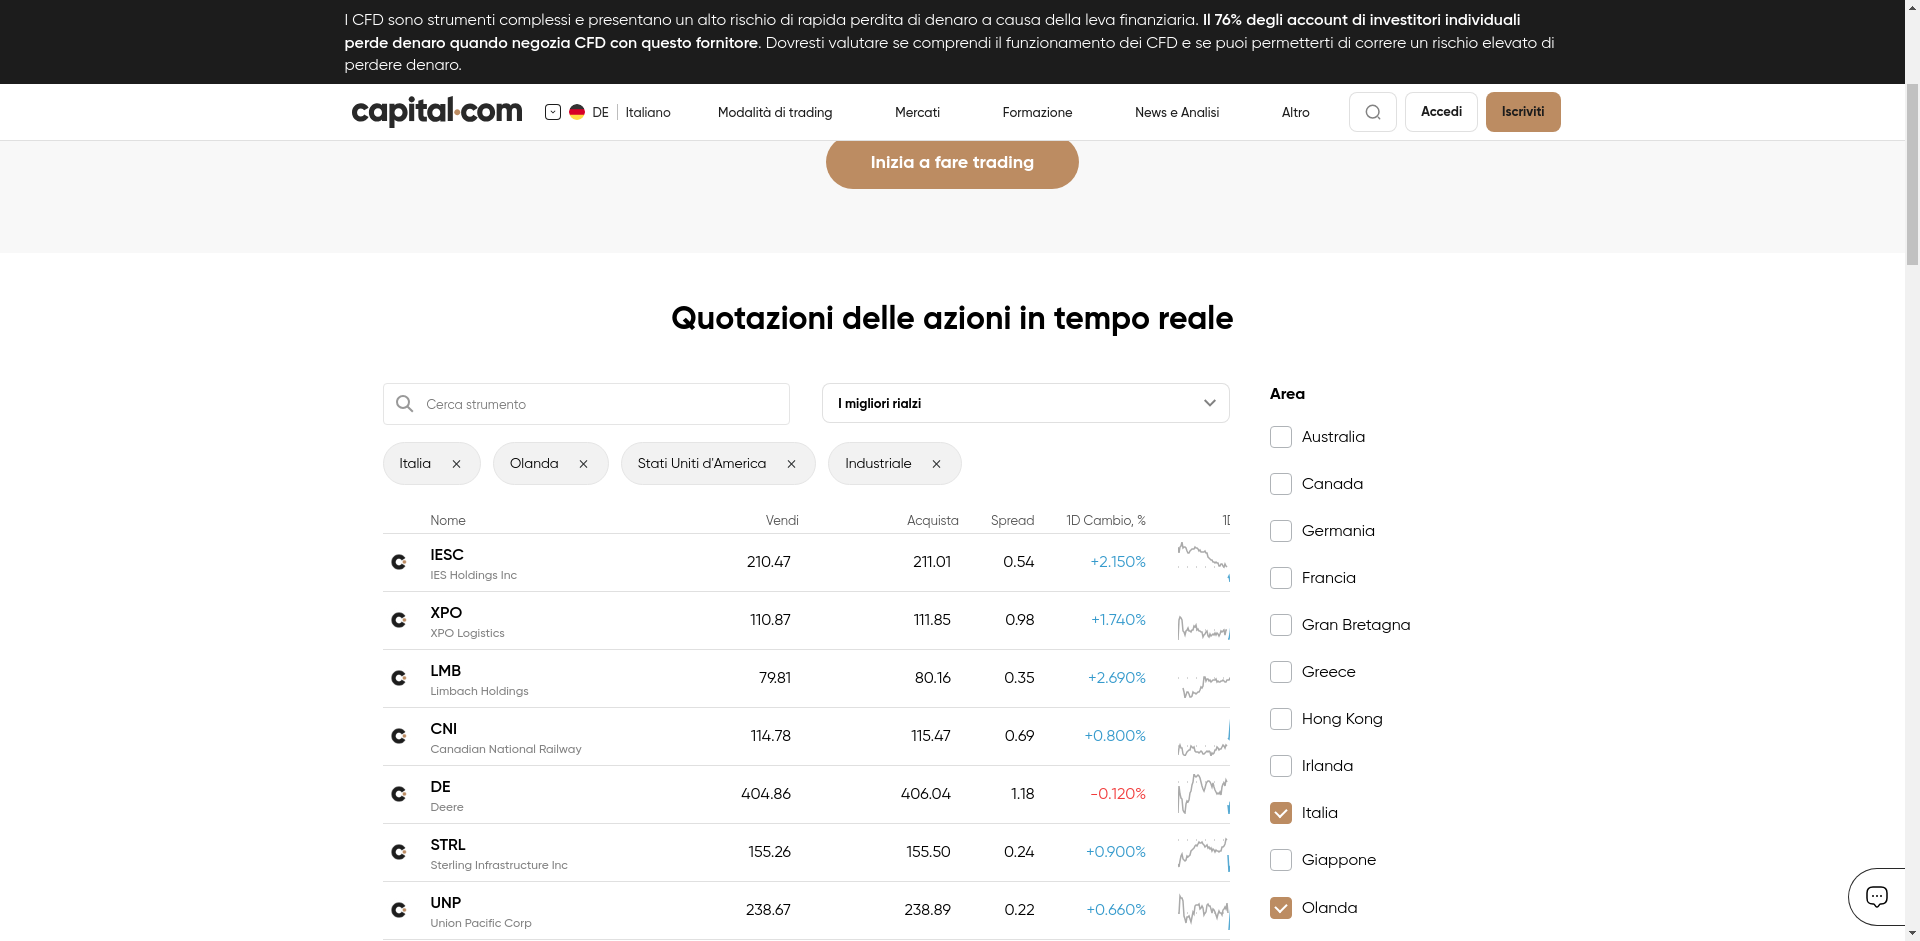 I CFD sono strumenti complessi e presentano un alto rischio di rapida perdita di denaro a causa della leva finanziaria. Il 76% degli account di investitori individuali
perde denaro quando negozia CFD con questo fornitore. Dovresti valutare se comprendi il funzionamento dei CFD e se puoi permetterti di correre un rischio elevato di
perdere denaro.
capital.com DE Italiano Modalità di trading Mercati Formazione News e Analisi Altro Accedi Iscriviti
Inizia a fare trading
Quotazioni delle azioni in tempo reale
Cerca strumento
I migliori rialzi
Italia
Olanda
Stati Uniti d'America
Industriale
Nome Vendi Acquista Spread 1D Cambio, % 1D
IESC 210.47 211.01 0.54 +2.150%
IES Holdings Inc
XPO 110.87 111.85 0.98 +1.740%
XPO Logistics
LMB 79.81 80.16 0.35 +2.690%
Limbach Holdings
CNI 114.78 115.47 0.69 +0.800%
Canadian National Railway
DE 404.86 406.04 1.18 -0.120%
Deere
STRL 155.26 155.50 0.24 +0.900%
Sterling Infrastructure Inc
UNP 238.67 238.89 0.22 +0.660%
Union Pacific Corp
Area
Australia
Canada
Germania
Francia
Gran Bretagna
Greece
Hong Kong
Irlanda
Italia
Giappone
Olanda